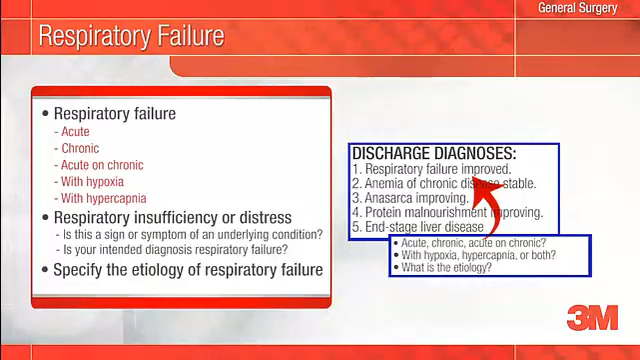 General Surgery
Respiratory Failure
• Respiratory failure
- Acute
- Chronic
- Acute on chronic
- With hypoxia
- With hypercapnia
• Respiratory insufficiency or distress
- Is this a sign or symptom of an underlying condition?
- Is your intended diagnosis respiratory failure?
• Specify the etiology of respiratory failure
DISCHARGE DIAGNOSES:
1. Respiratory failure improved.
2. Anemia of chronic disease stable.
3. Anasarca improving.
4. Protein malnourishment improving.
5. End-stage liver disease
• Acute, chronic, acute on chronic?
• With hypoxia, hypercapnia, or both?
• What is the etiology?
3M